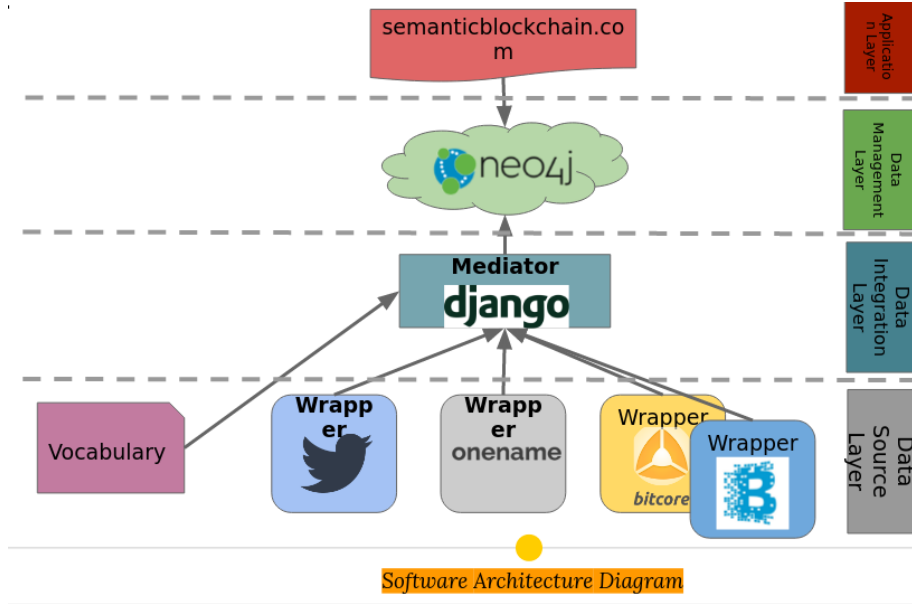 semanticblockchain.co
m
Applicatio
n Layer
neo4j
Data
Management
Layer
Mediator
django
Data
Integration
Layer
Vocabulary
Wrapp
er
Wrapp
er
onename
Wrapper
bitcore
Wrapper
B
Data
Source
Layer
Software Architecture Diagram